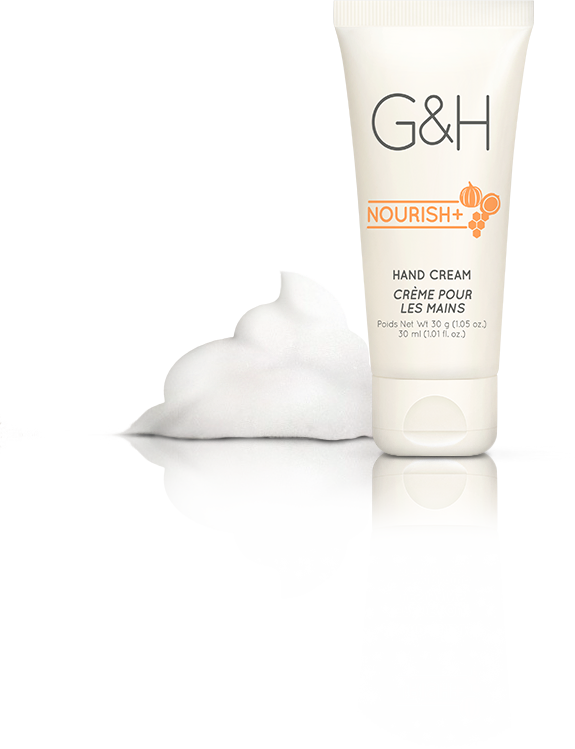 G&H
NOURISH+
HAND CREAM
CRÈME POUR
LES MAINS
Poids Net Wt 30 g (1.05 oz.)
30 ml (1.01 fl. oz.)